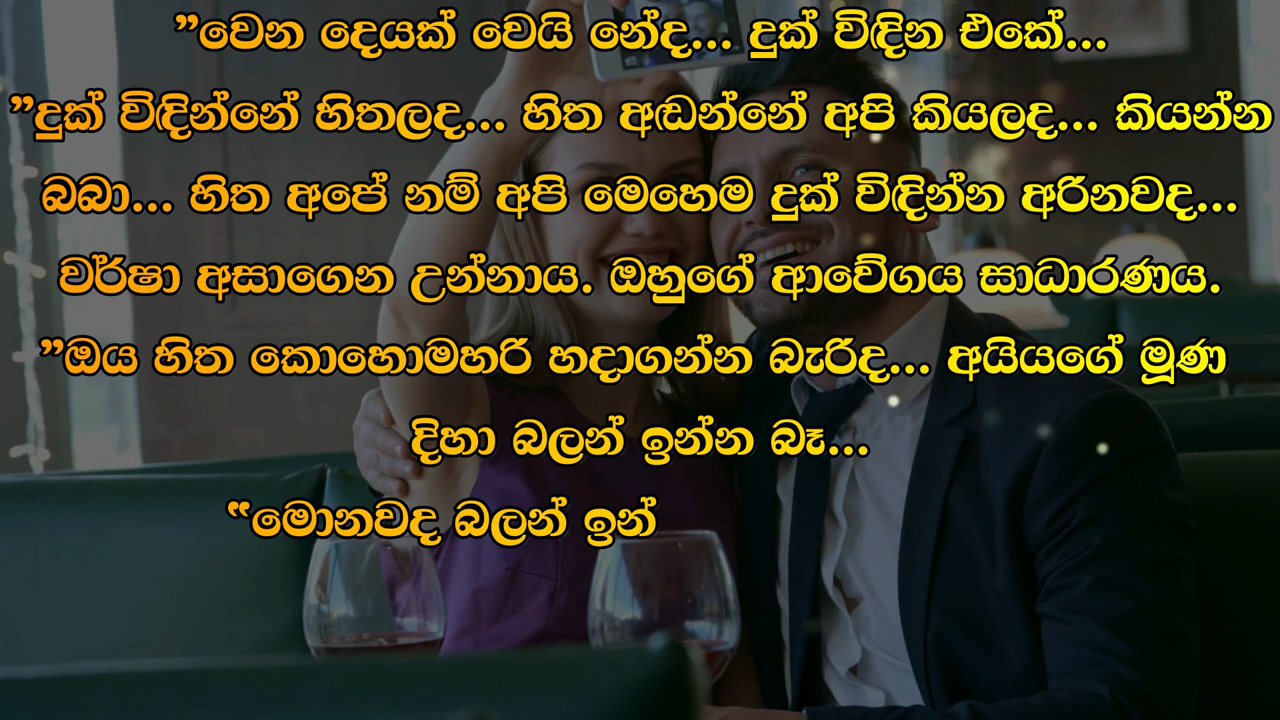 ”වෙන දෙයක් වෙයි නේද... දුක් විඳින එකේ...
”දුක් විඳින්නේ හිතලද... හිත අඬන්නේ අපි කියලද... කියන්න
බබා... හිත අපේ නම් අපි මෙහෙම දුක් විඳින්න අරිනවද...
වර්ෂා අසාගෙන උන්නාය. ඔහුගේ ආවේගය සාධාරණය.
”ඔය හිත කොහොමහරි හදාගන්න බැරිද... අයියගේ මූණ
දිහා බලන් ඉන්න බෑ...
“මොනවද බලන් ඉන්